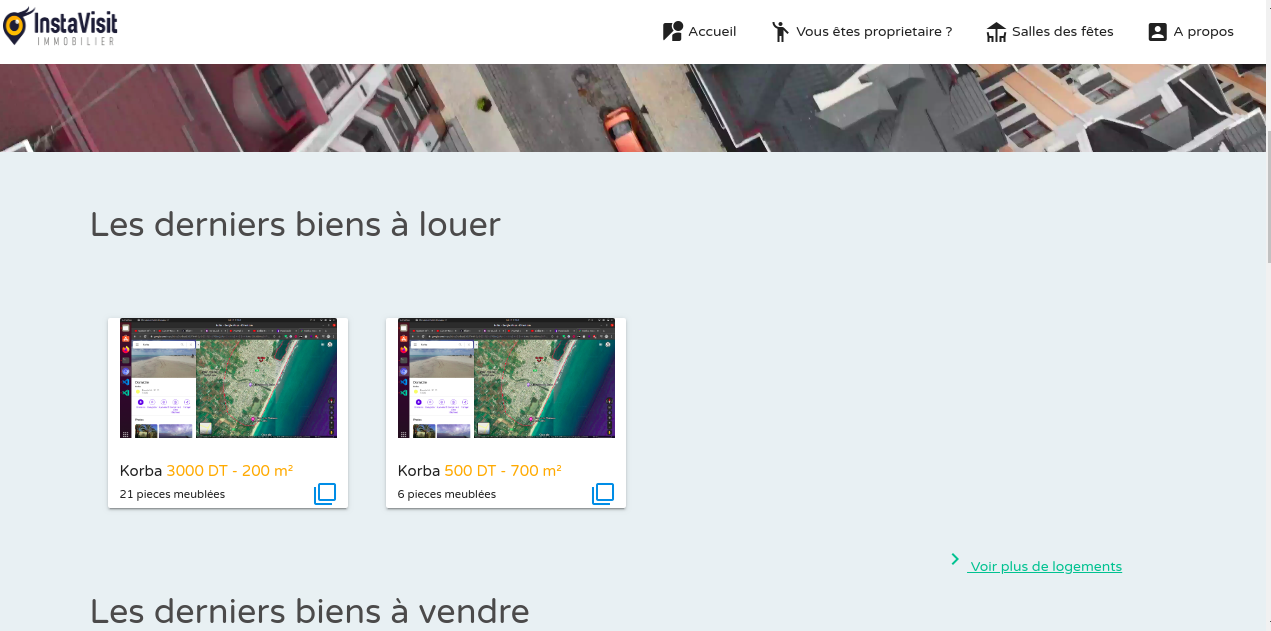 InstaVisit
IMMOBILIER
Accueil
Vous êtes proprietaire ?
Salles des fêtes
A propos
Les derniers biens à louer
Korba 3000 DT - 200 m²
21 pieces meublées
Korba 500 DT - 700 m²
6 pieces meublées
Voir plus de logements
Les derniers biens à vendre